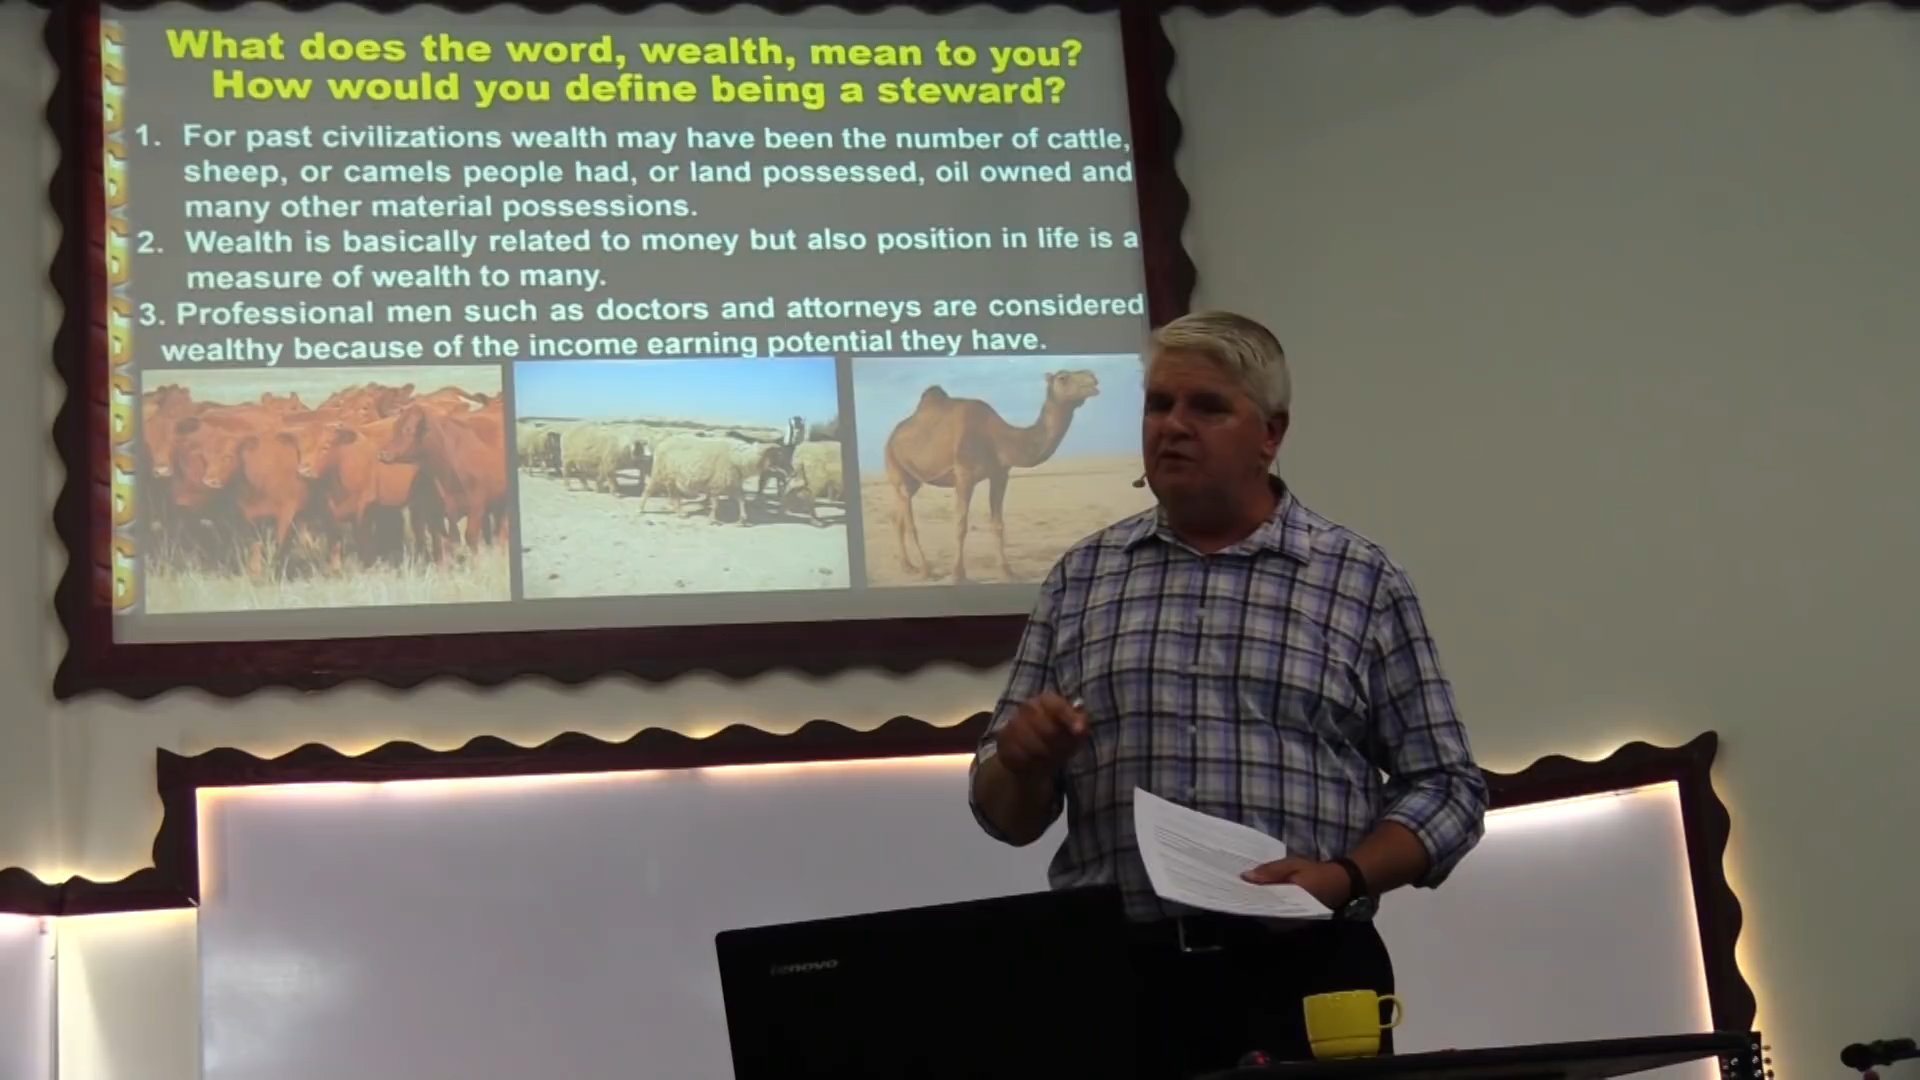 What does the word, wealth, mean to you?
How would you define being a steward?
1. For past civilizations wealth may have been the number of cattle,
sheep, or camels people had, or land possessed, oil owned and
many other material possessions.
2. Wealth is basically related to money but also position in life is a
measure of wealth to many.
3. Professional men such as doctors and attorneys are considered
wealthy because of the income earning potential they have.
lenovo